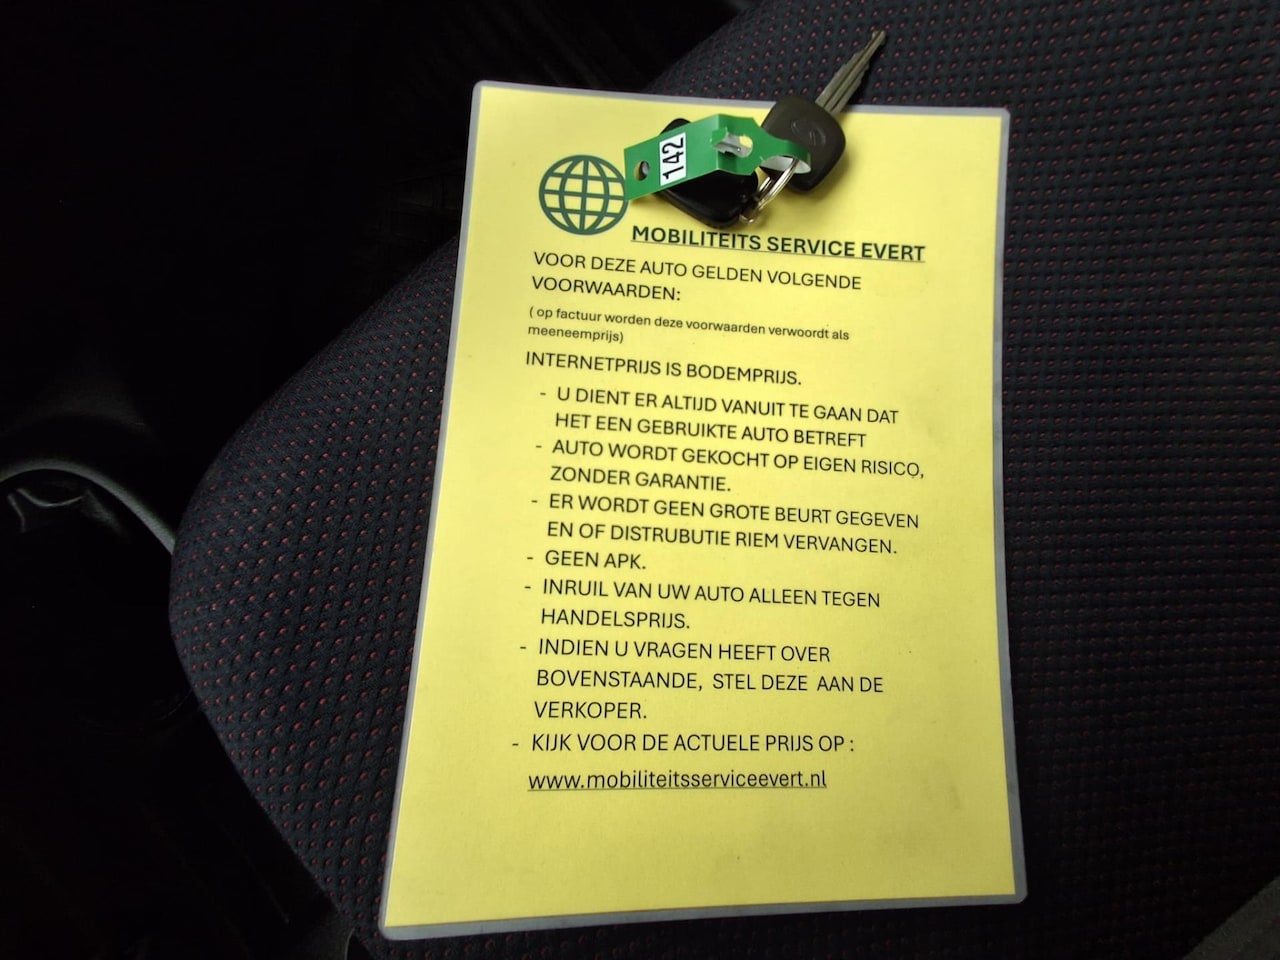 142
MOBILITEITS SERVICE EVERT
VOOR DEZE AUTO GELDEN VOLGENDE
VOORWAARDEN:
( op factuur worden deze voorwaarden verwoordt als
meeneemprijs)
INTERNETPRIJS IS BODEMPRIJS.
- U DIENT ER ALTIJD VANUIT TE GAAN DAT
HET EEN GEBRUIKTE AUTO BETREFT
- AUTO WORDT GEKOCHT OP EIGEN RISICO,
ZONDER GARANTIE.
- ER WORDT GEEN GROTE BEURT GEGEVEN
EN OF DISTRUBUTIE RIEM VERVANGEN.
- GEEN APK.
- INRUIL VAN UW AUTO ALLEEN TEGEN
HANDELSPRIJS.
- INDIEN U VRAGEN HEEFT OVER
BOVENSTAANDE, STEL DEZE AAN DE
VERKOPER.
- KIJK VOOR DE ACTUELE PRIJS OP :
www.mobiliteitsserviceevert.nl